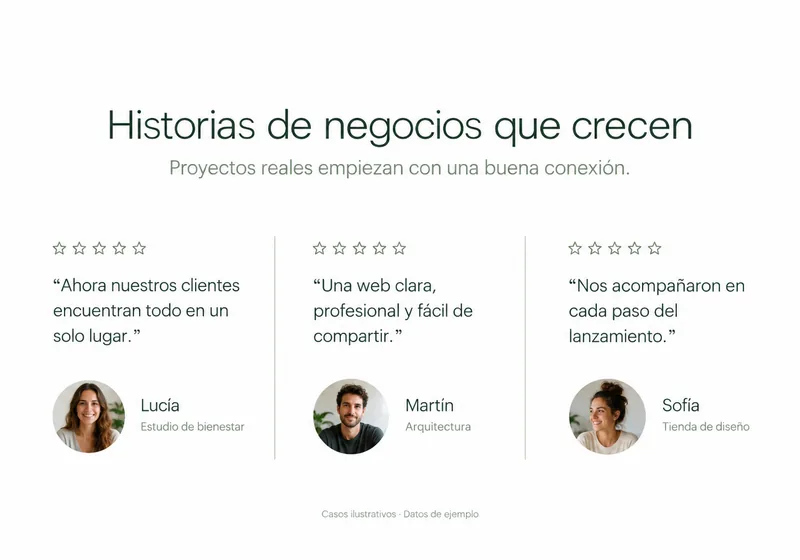 Historias de negocios que crecen
Proyectos reales empiezan con una buena conexión.
“Ahora nuestros clientes
encuentran todo en un
solo lugar.”
Lucía
Estudio de bienestar
“Una web clara,
profesional y fácil de
compartir.”
Martín
Arquitectura
“Nos acompañaron en
cada paso del
lanzamiento.”
Sofía
Tienda de diseño
Casos ilustrativos · Datos de ejemplo